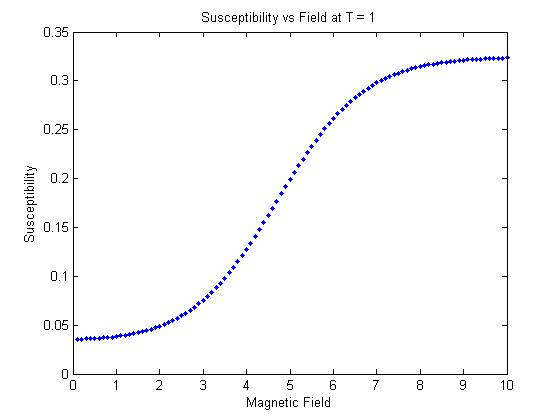 Susceptibility vs Field at T = 1
0.35
0.3
0.25
0.2
0.15
0.1
0.05
0
Susceptibility
0 1 2 3 4 5 6 7 8 9 10
Magnetic Field